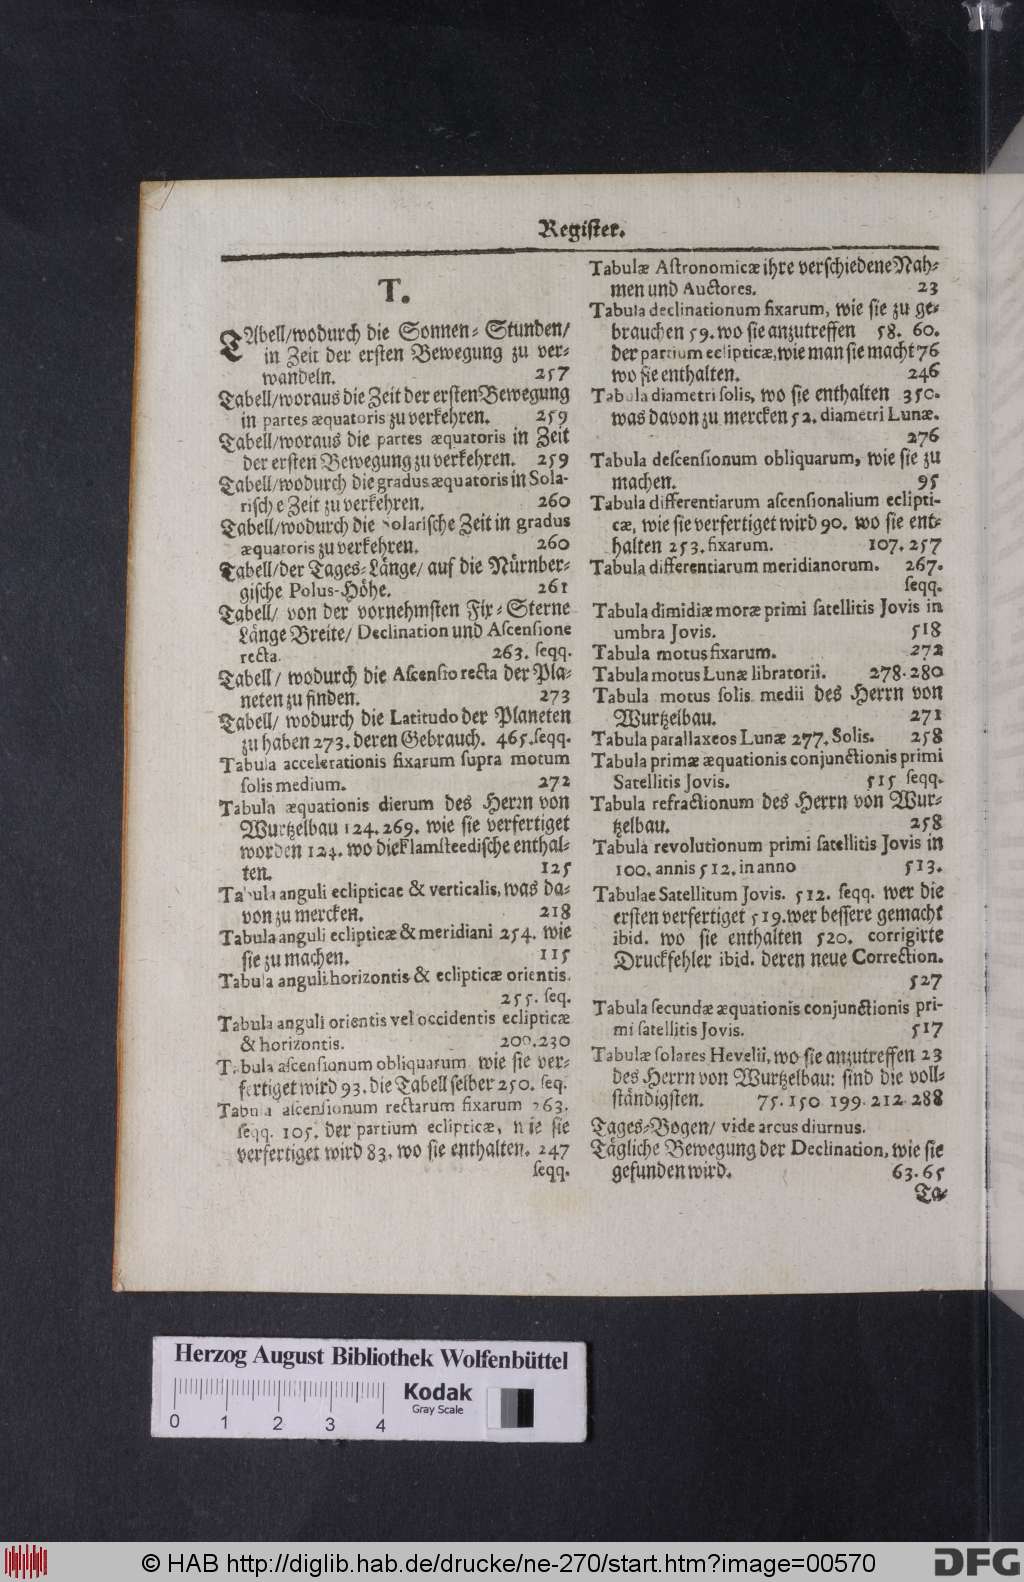 Register.
T.
TAbell/wodurch die Sonnen⸗ Stunden/
in Zeit der ersten Bewegung zu ver⸗
wandeln. 257
Tabell/woraus die Zeit der ersten Bewegung
in partes æquatoris zu verkehren. 259
Tabell/woraus die partes æquatoris in Zeit
der ersten Bewegung zu verkehren. 259
Tabell/wodurch die gradus æquatoris in Sola-
rische Zeit zu verkehren. 260
Tabell/wodurch die Solarische Zeit in gradus
æquatoris zu verkehren. 260
Tabell/der Tages⸗Länge/ auf die Nürnber⸗
gische Polus-Höhe. 261
Tabell/ von der vornehmsten Fix⸗Sterne
Länge Breite/ Declination und Ascensione
recta. 263. seqq.
Tabell/ wodurch die Ascensio recta der Pla⸗
neten zu finden. 273
Tabell/ wodurch die Latitudo der Planeten
zu haben 273. deren Gebrauch. 465. seqq.
Tabula accelerationis fixarum supra motum
solis medium. 272
Tabula æquationis dierum des Herrn von
Wurtzelbau 124. 269. wie sie verfertiget
worden 124. wo die Flamsteedische enthal⸗
ten. 125
Tabula anguli eclipticae & verticalis, was da⸗
von zu mercken. 218
Tabula anguli eclipticæ & meridiani 254. wie
sie zu machen. 115
Tabula anguli horizontis & eclipticæ orientis.
255. seq.
Tabula anguli orientis vel occidentis eclipticæ
& horizontis. 200. 230
Tabula ascensionum obliquarum wie sie ver⸗
fertiget wird 93. die Tabell selber 250. seq.
Tabula ascensionum rectarum fixarum 263.
seqq. 105. der partium eclipticæ, wie sie
verfertiget wird 83. wo sie enthalten. 247
seqq.
Tabulæ Astronomicæ ihre verschiedene Nah⸗
men und Auctores. 23
Tabula declinationum fixarum, wie sie zu ge⸗
brauchen 59. wo sie anzutreffen 58. 60.
der partium eclipticæ, wie man sie macht 76
wo sie enthalten. 246
Tabula diametri solis, wo sie enthalten 350.
was davon zu mercken 52. diametri Lunæ.
276
Tabula descensionum obliquarum, wie sie zu
machen. 95
Tabula differentiarum ascensionalium eclipti-
cæ, wie sie verfertiget wird 90. wo sie ent⸗
halten 253. fixarum. 107. 257
Tabula differentiarum meridianorum. 267.
seqq.
Tabula dimidiæ moræ primi satellitis Jovis in
umbra Jovis. 518
Tabula motus fixarum. 272
Tabula motus Lunæ libratorii. 278. 280
Tabula motus solis medii des Herrn von
Wurtzelbau. 271
Tabula parallaxeos Lunæ 277. Solis. 258
Tabula primæ æquationis conjunctionis primi
Satellitis Jovis. 515 seqq.
Tabula refractionum des Herrn von Wur⸗
tzelbau. 258
Tabula revolutionum primi satellitis Jovis in
100. annis 512. in anno 513.
Tabulae Satellitum Jovis. 512. seqq. wer die
ersten verfertiget 519. wer bessere gemacht
ibid. wo sie enthalten 520. corrigirte
Druckfehler ibid. deren neue Correction.
527
Tabula secundæ æquationis conjunctionis pri-
mi satellitis Jovis. 517
Tabulæ solares Hevelii, wo sie anzutreffen 23
des Herrn von Wurtzelbau: sind die voll⸗
ständigsten. 75. 150 199. 212. 288
Tages⸗Bogen/ vide arcus diurnus.
Tägliche Bewegung der Declination, wie sie
gefunden wird. 63. 65
Ta⸗
Herzog August Bibliothek Wolfenbüttel
Kodak
Gray Scale
0 1 2 3 4
© HAB http://diglib.hab.de/drucke/ne-270/start.htm?image=00570
DFG